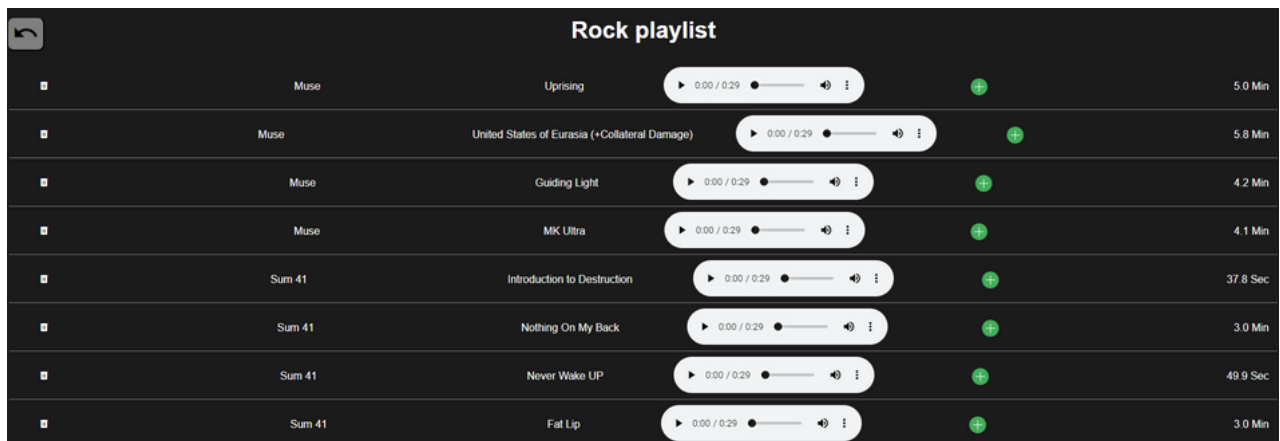 Rock playlist
Muse Uprising 0:00 / 0:29 5.0 Min
Muse United States of Eurasia (+Collateral Damage) 0:00 / 0:29 5.8 Min
Muse Guiding Light 0:00 / 0:29 4.2 Min
Muse MK Ultra 0:00 / 0:29 4.1 Min
Sum 41 Introduction to Destruction 0:00 / 0:29 37.8 Sec
Sum 41 Nothing On My Back 0:00 / 0:29 3.0 Min
Sum 41 Never Wake UP 0:00 / 0:29 49.9 Sec
Sum 41 Fat Lip 0:00 / 0:29 3.0 Min